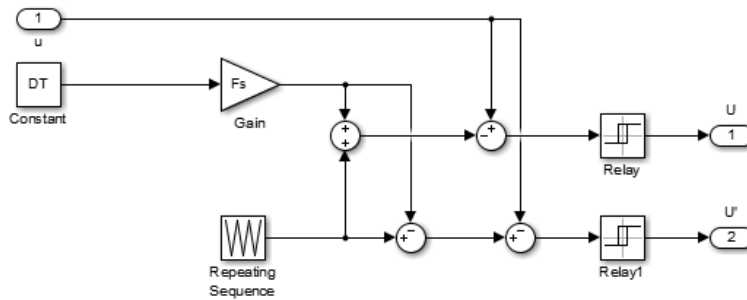 1
u
DT
Constant
Fs
Gain
+
+
− +
U
1
Relay
Repeating
Sequence
+ −
+ −
Relay1
U'
2